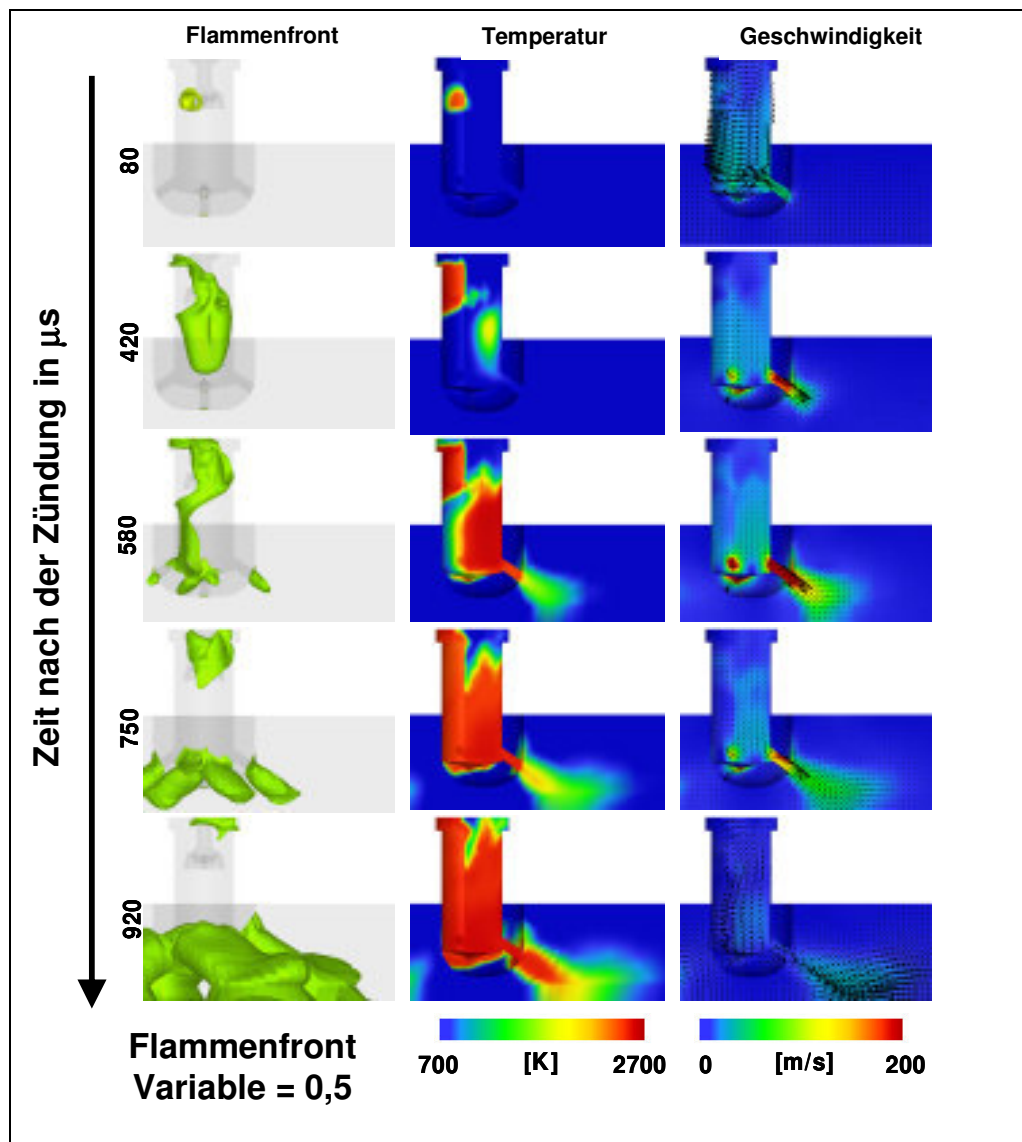 Flammenfront
Temperatur
Geschwindigkeit
Zeit nach der Zündung in μs
80
420
580
750
920
Flammenfront
Variable = 0,5
700 [K] 2700
0 [m/s] 200